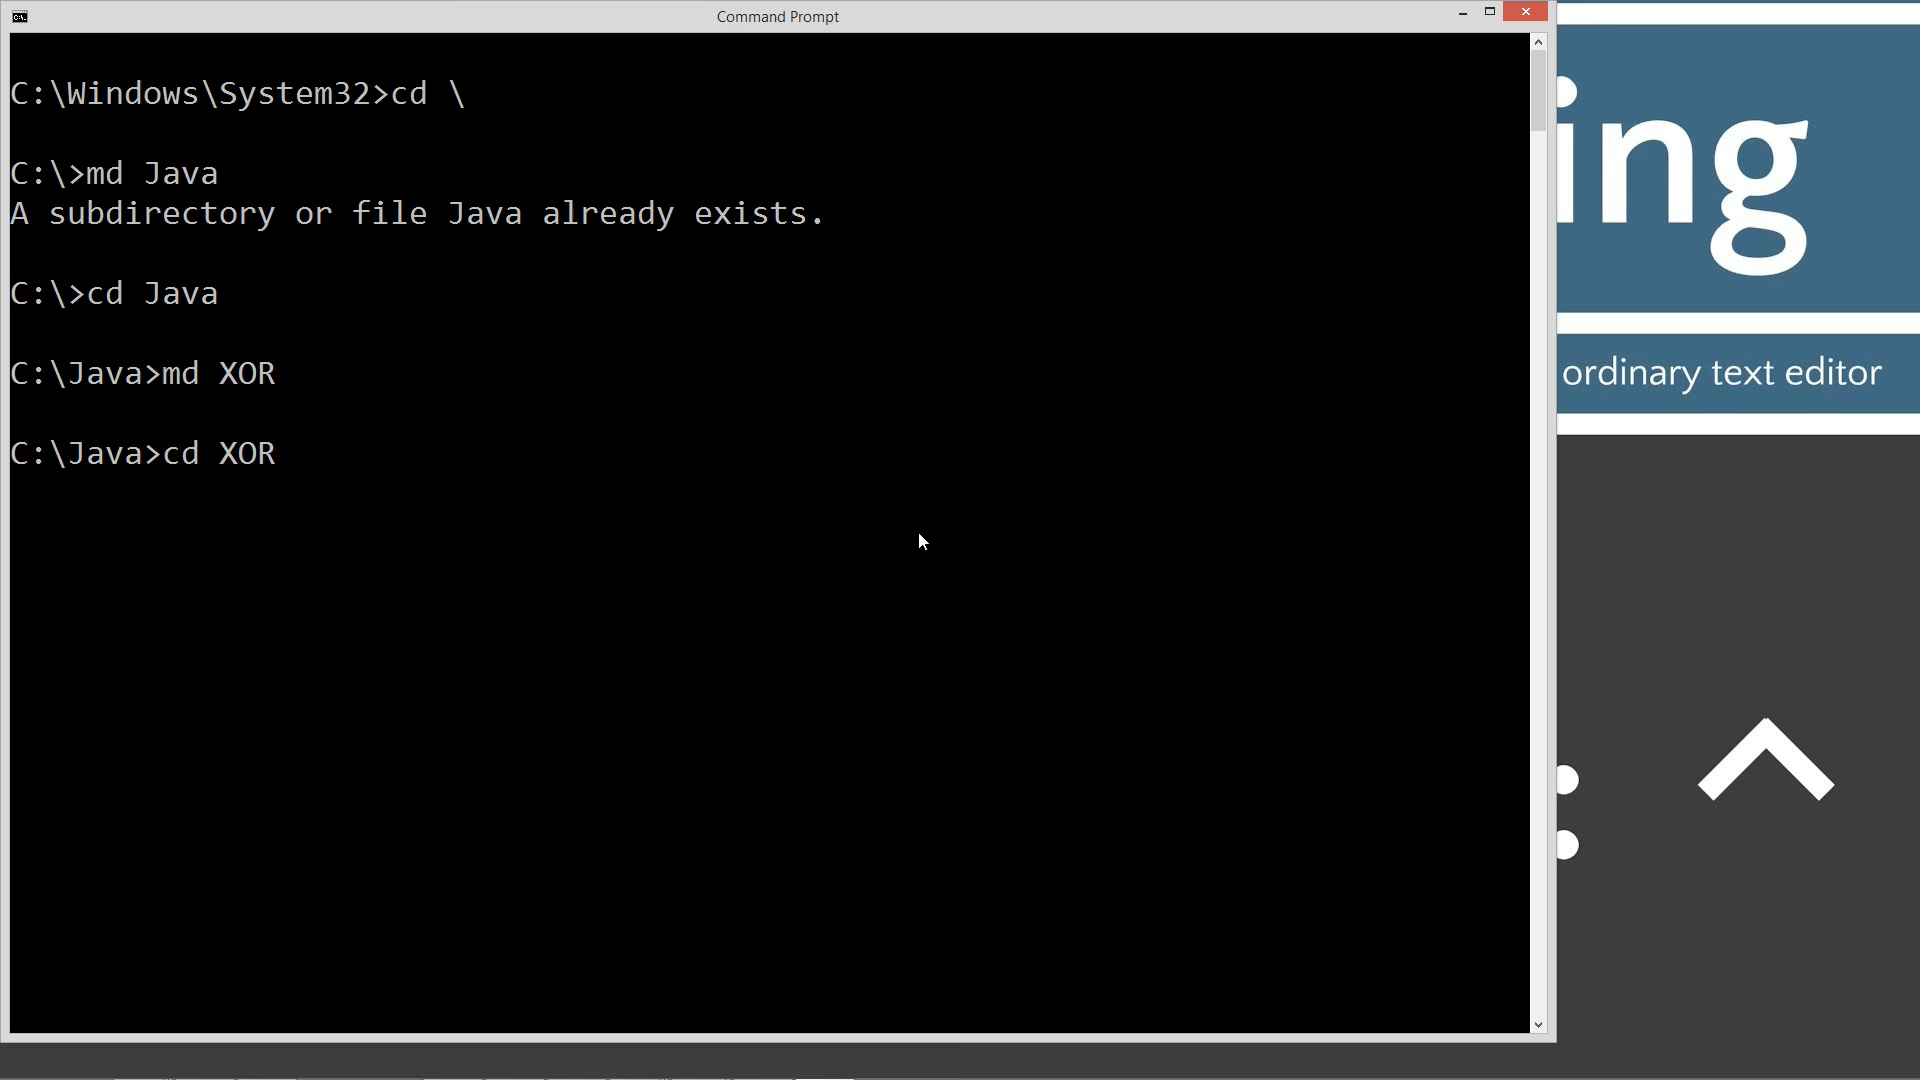 Command Prompt
C:\Windows\System32>cd \
C:\>md Java
A subdirectory or file Java already exists.
C:\>cd Java
C:\Java>md XOR
C:\Java>cd XOR
ing
ordinary text editor
: ^